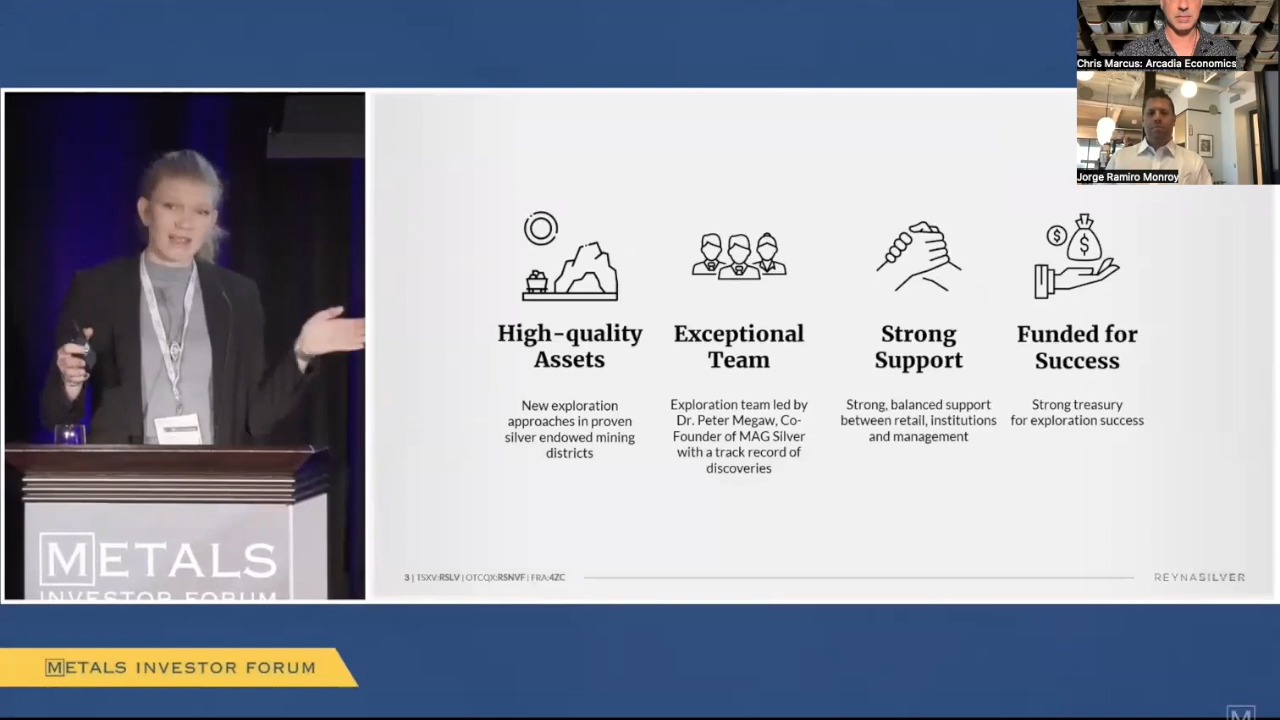 Chris Marcus: Arcadia Economics
Jorge Ramiro Monroy
High-quality
Assets
New exploration
approaches in proven
silver endowed mining
districts
Exceptional
Team
Exploration team led by
Dr. Peter Megaw, Co-
Founder of MAG Silver
with a track record of
discoveries
Strong
Support
Strong, balanced support
between retail, institutions
and management
Funded for
Success
Strong treasury
for exploration success
3 | TSXV:RSLV | OTCQX:RSNVF | FRA:4ZC
REYNASILVER
METALS
INVESTOR FORUM
METALS INVESTOR FORUM
M